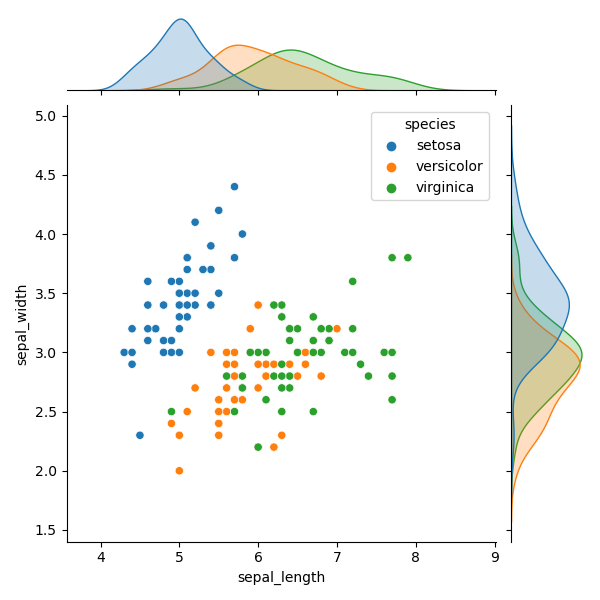 species
setosa
versicolor
virginica
5.0
4.5
4.0
3.5
3.0
2.5
2.0
1.5
sepal_width
4 5 6 7 8 9
sepal_length